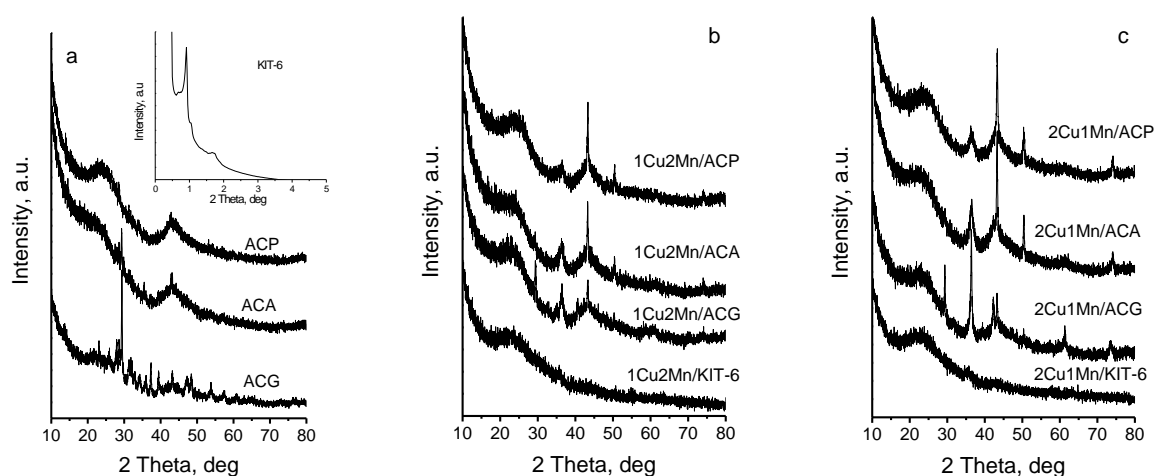 a
KIT-6
Intensity, a.u
0 1 2 3 4 5
2 Theta, deg
ACP
ACA
ACG
Intensity, a.u.
10 20 30 40 50 60 70 80
2 Theta, deg
b
1Cu2Mn/ACP
1Cu2Mn/ACA
1Cu2Mn/ACG
1Cu2Mn/KIT-6
Intensity, a.u.
10 20 30 40 50 60 70 80
2 Theta, deg
c
2Cu1Mn/ACP
2Cu1Mn/ACA
2Cu1Mn/ACG
2Cu1Mn/KIT-6
Intensity, a.u.
10 20 30 40 50 60 70 80
2 Theta, deg